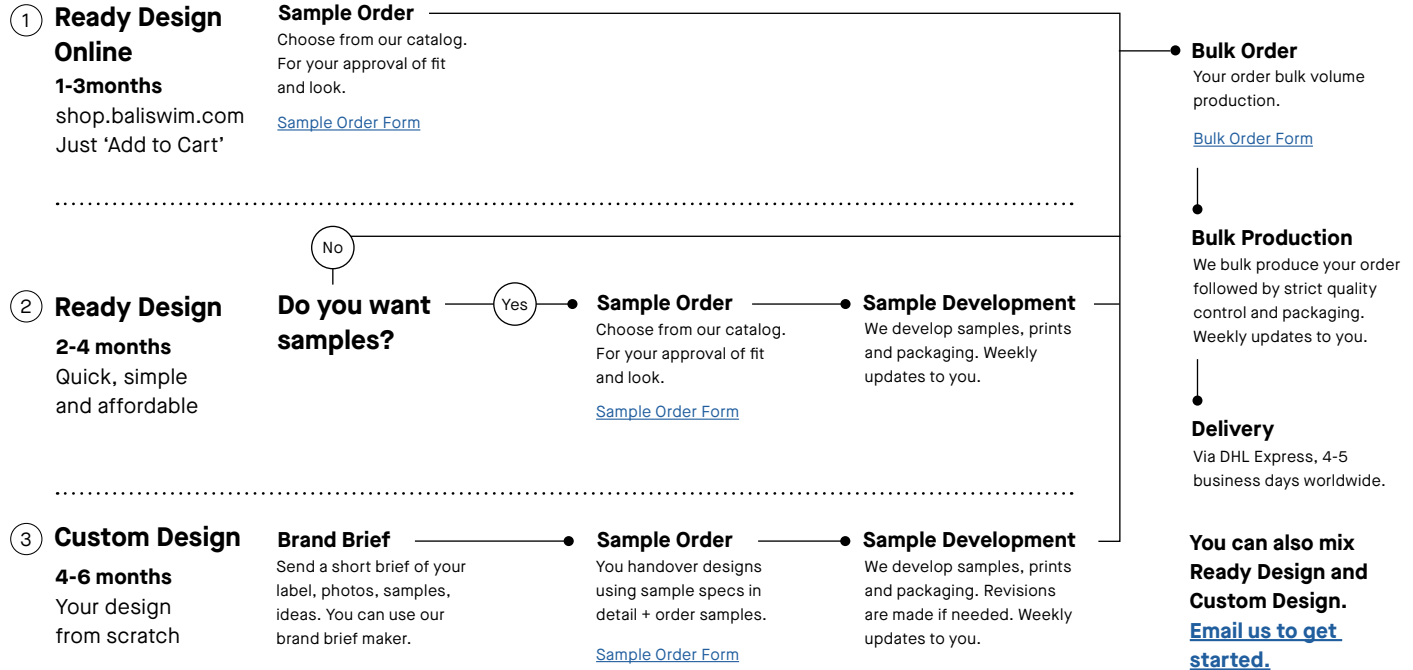 1
Ready Design
Online
1-3months
shop.baliswim.com
Just ‘Add to Cart’
Sample Order
Choose from our catalog.
For your approval of fit
and look.
Sample Order Form
Bulk Order
Your order bulk volume
production.
Bulk Order Form
2
Ready Design
2-4 months
Quick, simple
and affordable
Do you want
samples?
No
Yes
Sample Order
Choose from our catalog.
For your approval of fit
and look.
Sample Order Form
Sample Development
We develop samples, prints
and packaging. Weekly
updates to you.
Bulk Production
We bulk produce your order
followed by strict quality
control and packaging.
Weekly updates to you.
Delivery
Via DHL Express, 4-5
business days worldwide.
3
Custom Design
4-6 months
Your design
from scratch
Brand Brief
Send a short brief of your
label, photos, samples,
ideas. You can use our
brand brief maker.
Sample Order
You handover designs
using sample specs in
detail + order samples.
Sample Order Form
Sample Development
We develop samples, prints
and packaging. Revisions
are made if needed. Weekly
updates to you.
You can also mix
Ready Design and
Custom Design.
Email us to get
started.